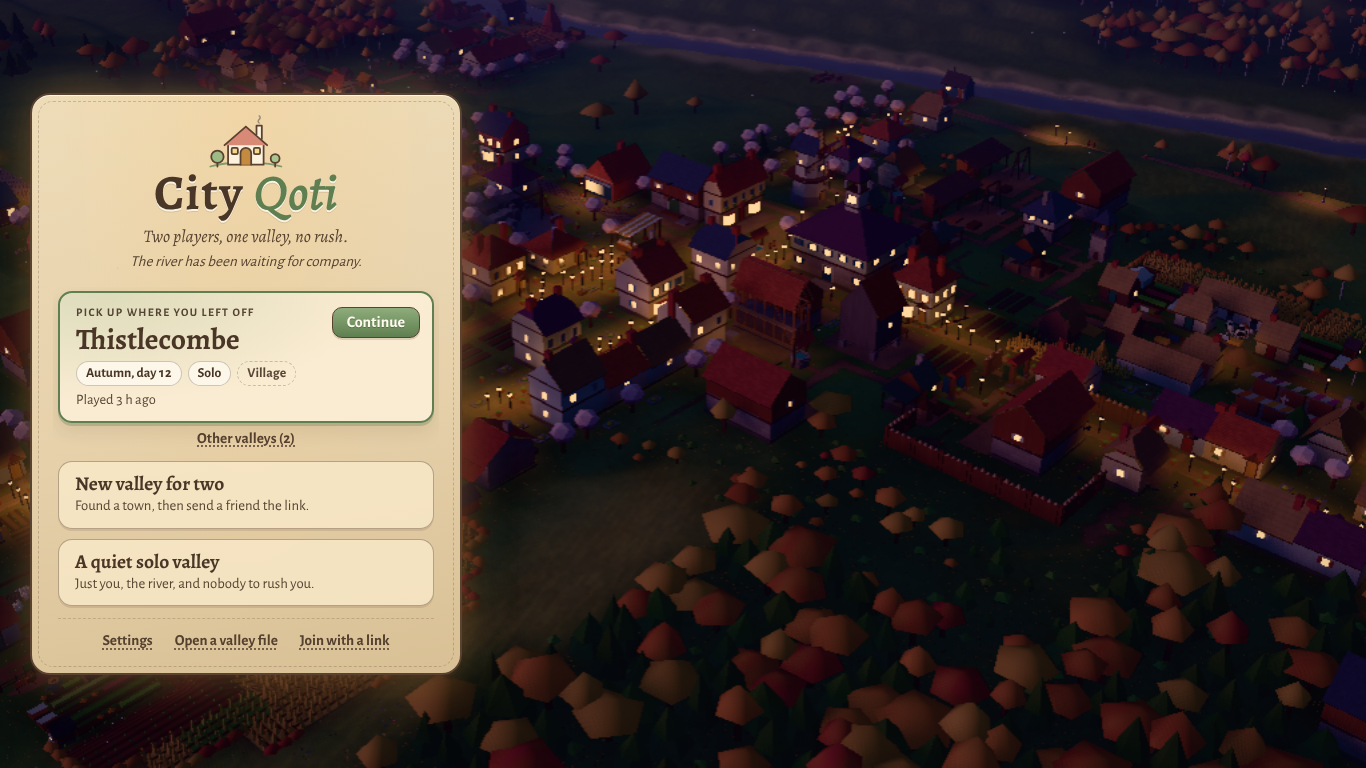 City Qoti
Two players, one valley, no rush.
The river has been waiting for company.
PICK UP WHERE YOU LEFT OFF
Thistlecombe
Continue
Autumn, day 12
Solo
Village
Played 3 h ago
Other valleys (2)
New valley for two
Found a town, then send a friend the link.
A quiet solo valley
Just you, the river, and nobody to rush you.
Settings
Open a valley file
Join with a link